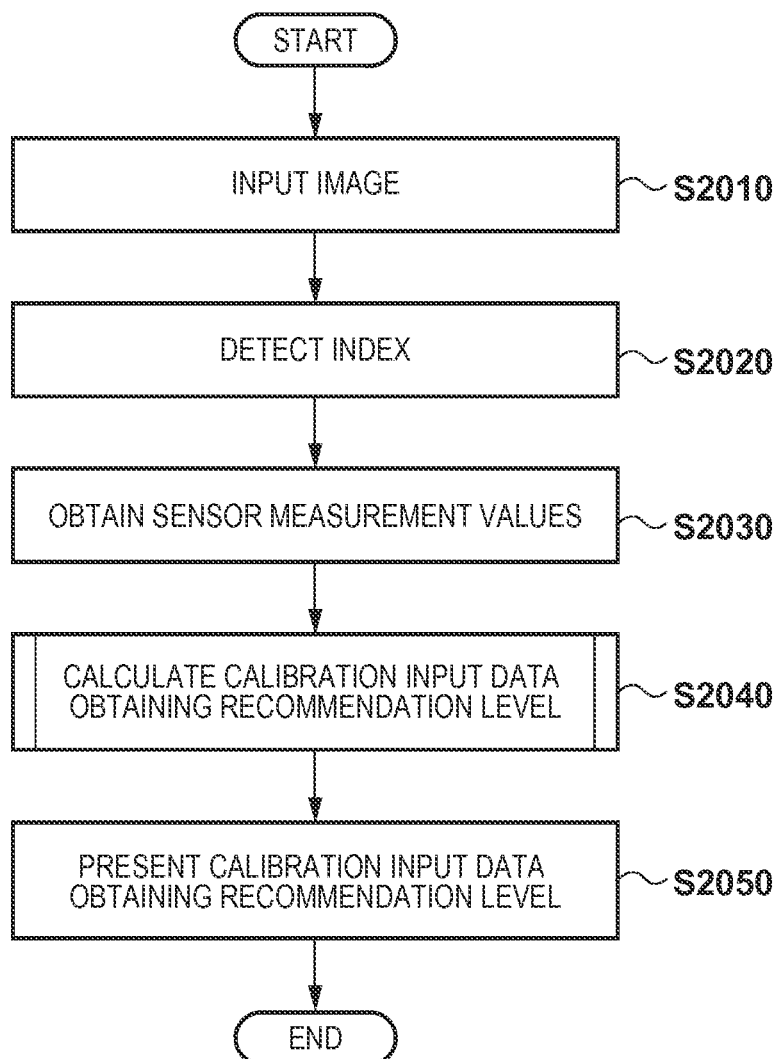 START
INPUT IMAGE
S2010
DETECT INDEX
S2020
OBTAIN SENSOR MEASUREMENT VALUES
S2030
CALCULATE CALIBRATION INPUT DATA
OBTAINING RECOMMENDATION LEVEL
S2040
PRESENT CALIBRATION INPUT DATA
OBTAINING RECOMMENDATION LEVEL
S2050
END